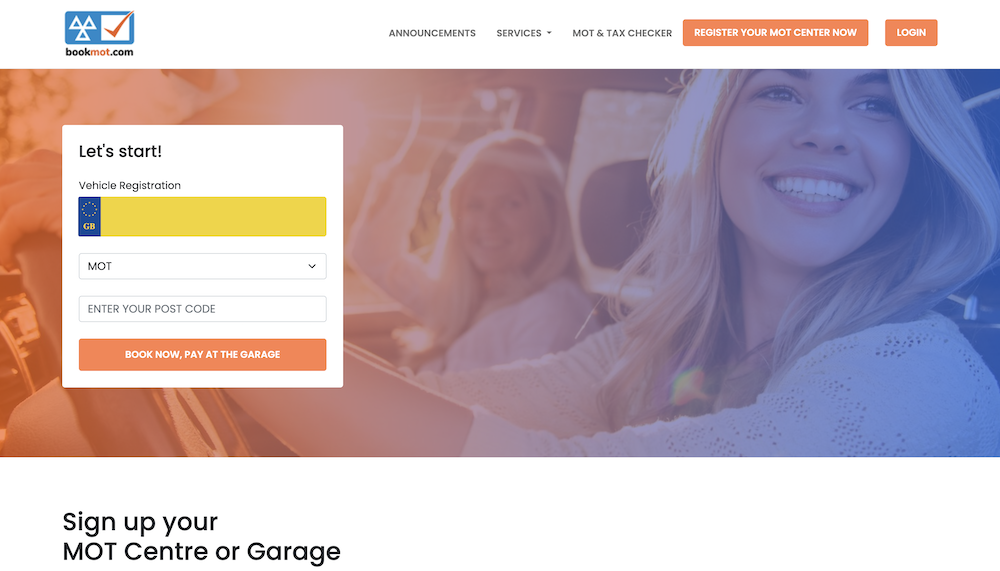 bookmot.com
ANNOUNCEMENTS
SERVICES
MOT & TAX CHECKER
REGISTER YOUR MOT CENTER NOW
LOGIN
Let's start!
Vehicle Registration
GB
MOT
ENTER YOUR POST CODE
BOOK NOW, PAY AT THE GARAGE
Sign up your
MOT Centre or Garage